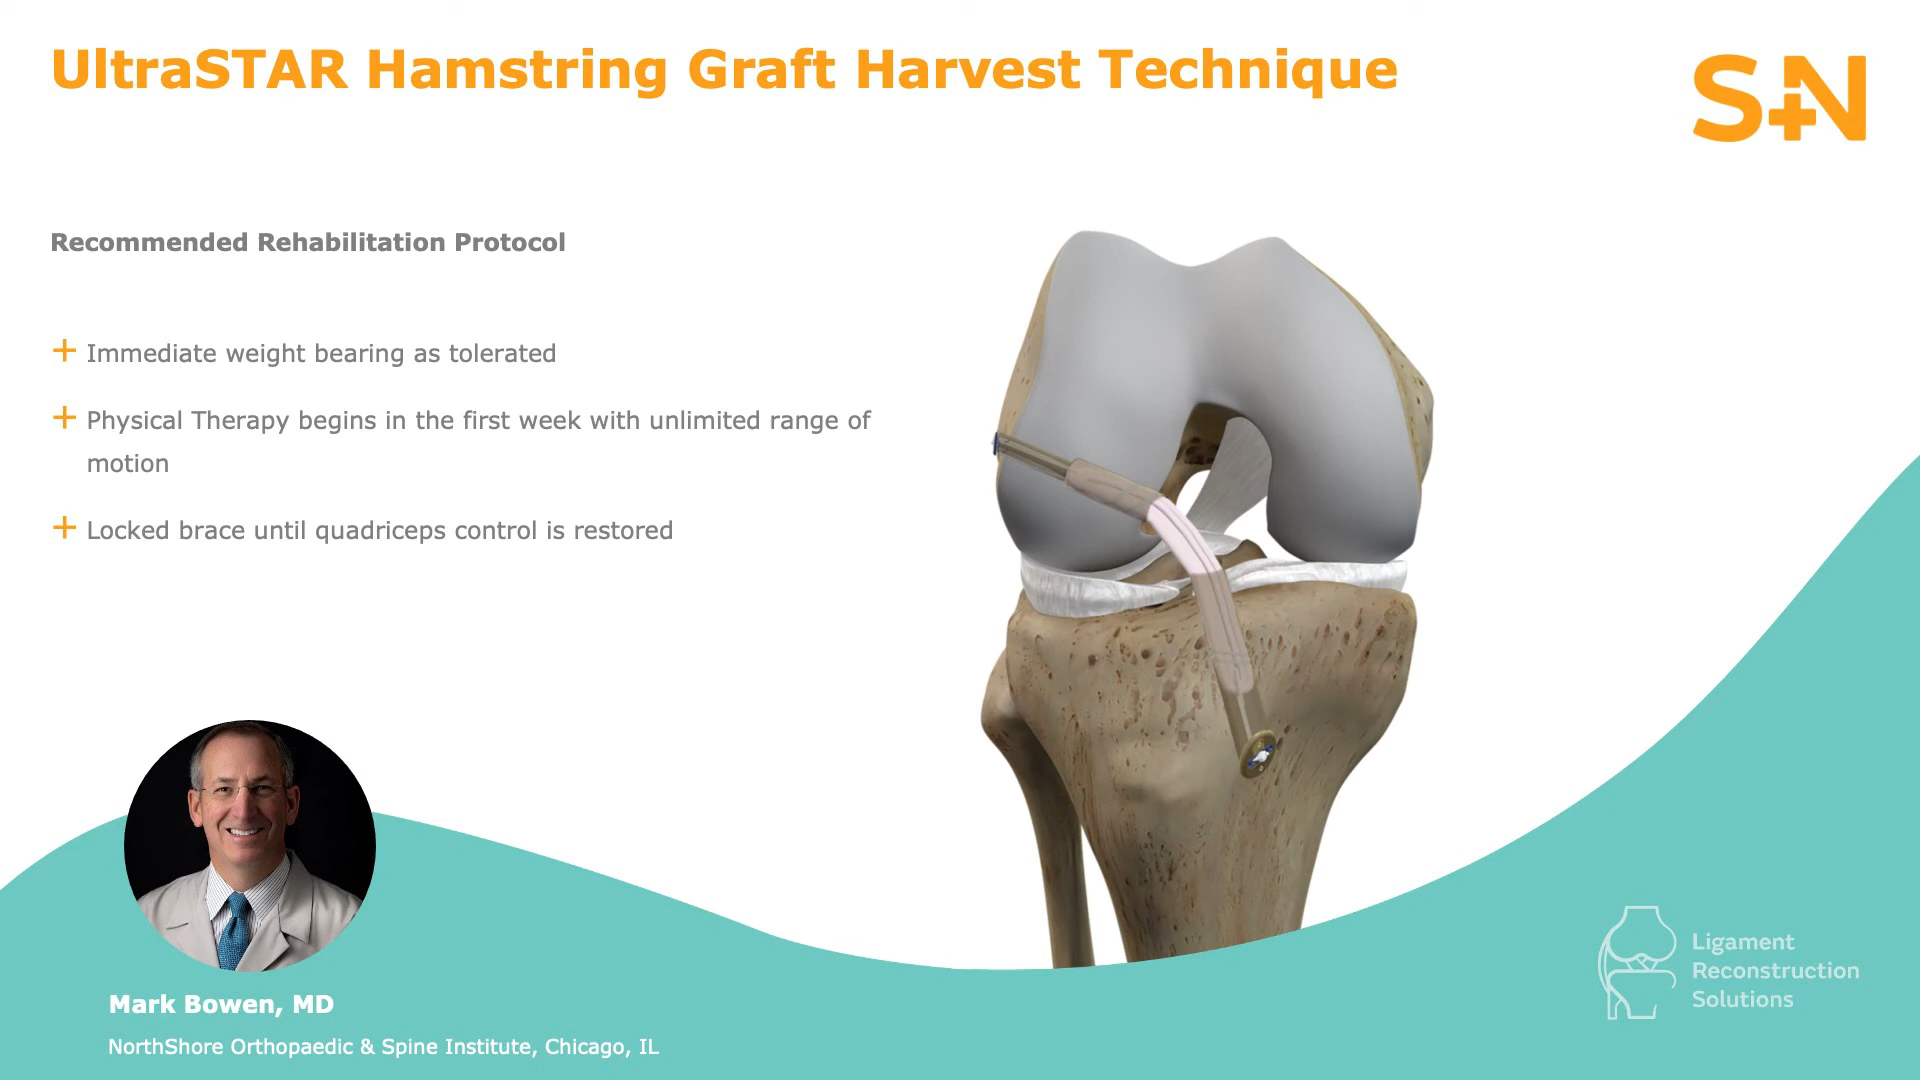 UltraSTAR Hamstring Graft Harvest Technique
S+N
Recommended Rehabilitation Protocol
+ Immediate weight bearing as tolerated
+ Physical Therapy begins in the first week with unlimited range of
motion
+ Locked brace until quadriceps control is restored
Mark Bowen, MD
NorthShore Orthopaedic & Spine Institute, Chicago, IL
Ligament
Reconstruction
Solutions